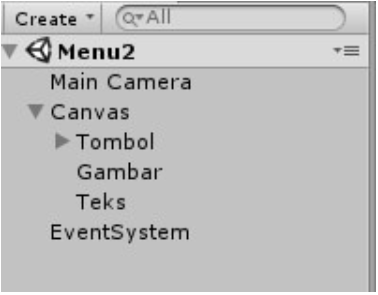 Create All
Menu2
Main Camera
Canvas
Tombol
Gambar
Teks
EventSystem